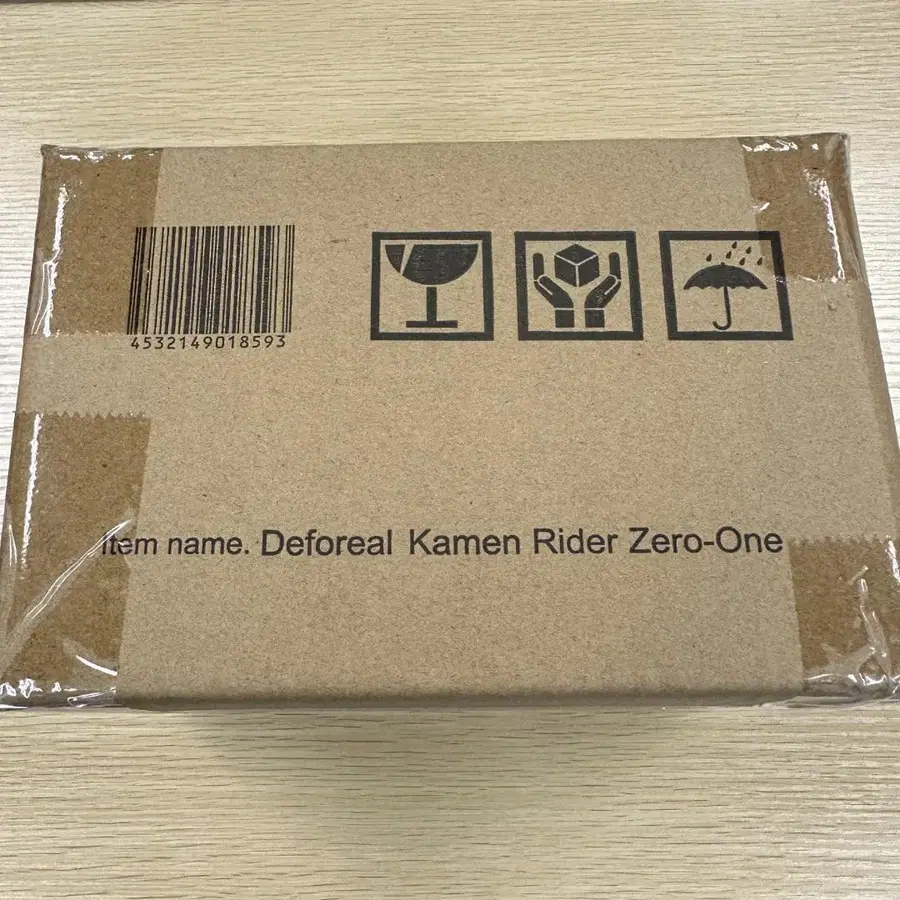 4532149018593
Item name. Deforeal Kamen Rider Zero-One